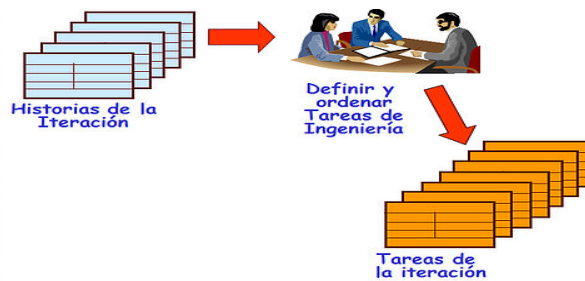 Historias de la
Iteración
Definir y
ordenar
Tareas de
Ingeniería
Tareas de
la iteración